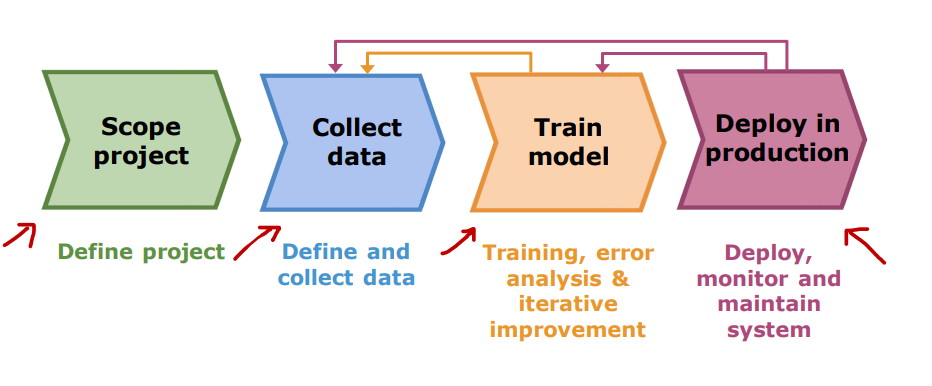 Scope
project
Collect
data
Train
model
Deploy in
production
Define project
Define and
collect data
Training, error
analysis &
iterative
improvement
Deploy,
monitor and
maintain
system